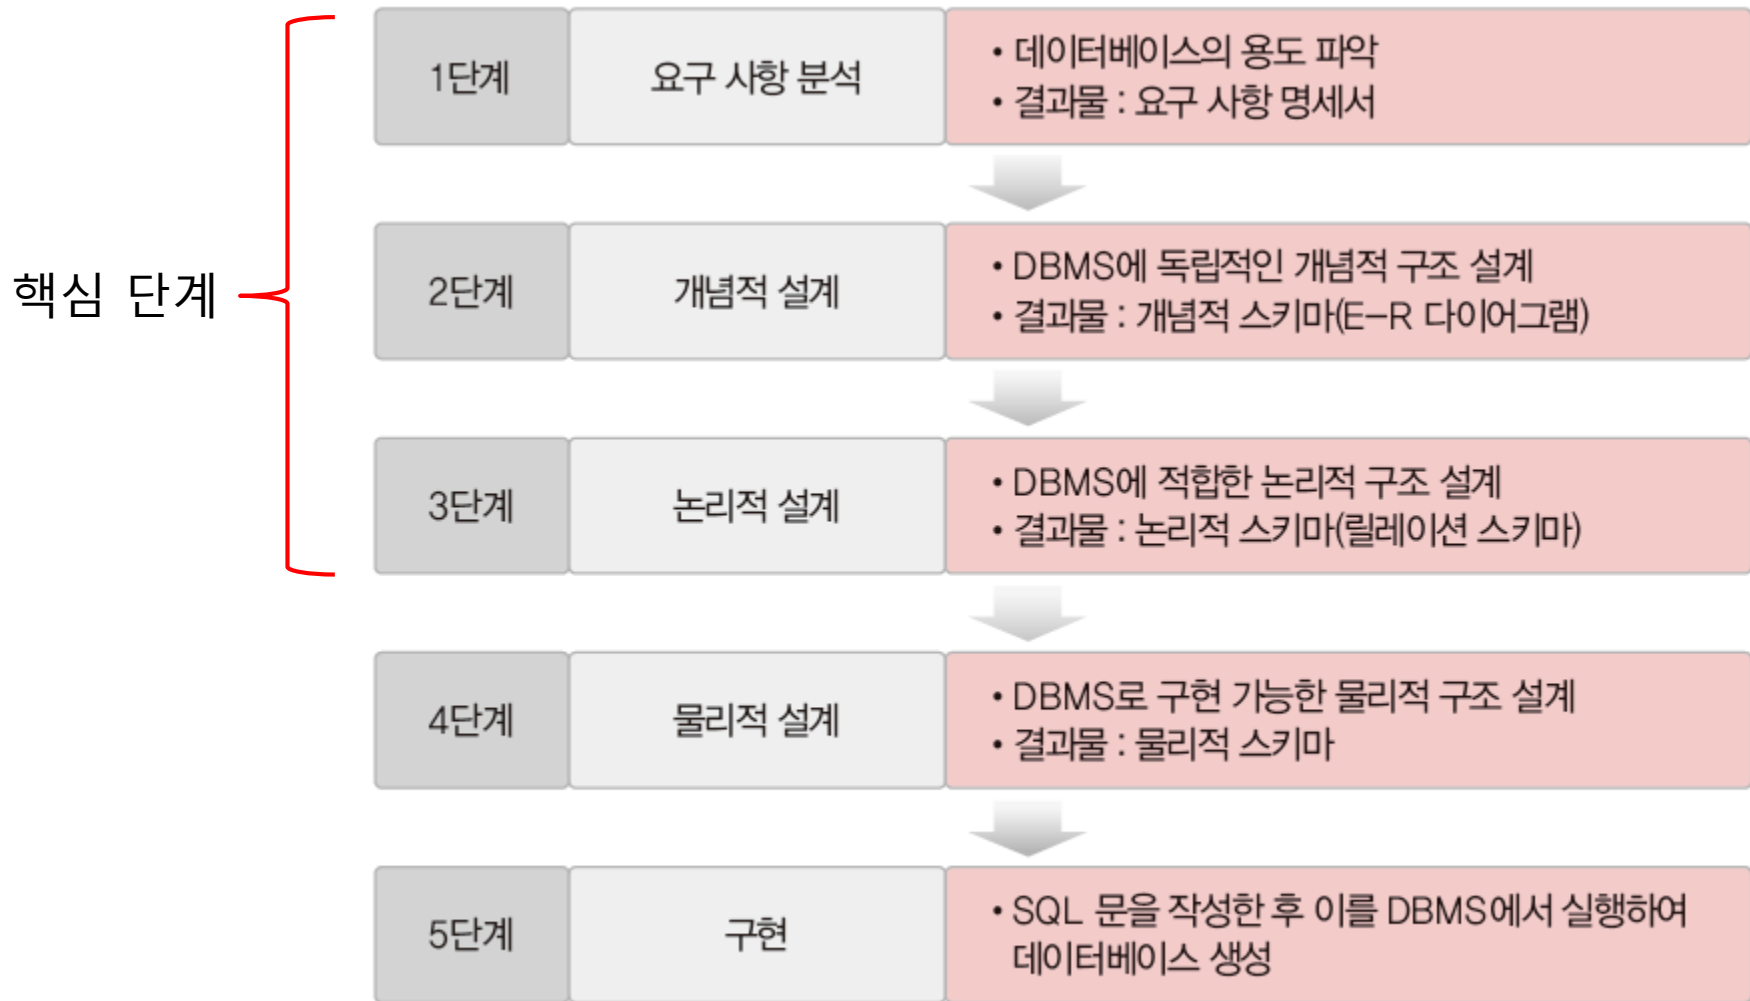 핵심 단계
1단계
요구 사항 분석
• 데이터베이스의 용도 파악
• 결과물 : 요구 사항 명세서
2단계
개념적 설계
• DBMS에 독립적인 개념적 구조 설계
• 결과물 : 개념적 스키마(E-R 다이어그램)
3단계
논리적 설계
• DBMS에 적합한 논리적 구조 설계
• 결과물 : 논리적 스키마(릴레이션 스키마)
4단계
물리적 설계
• DBMS로 구현 가능한 물리적 구조 설계
• 결과물 : 물리적 스키마
5단계
구현
• SQL 문을 작성한 후 이를 DBMS에서 실행하여
데이터베이스 생성